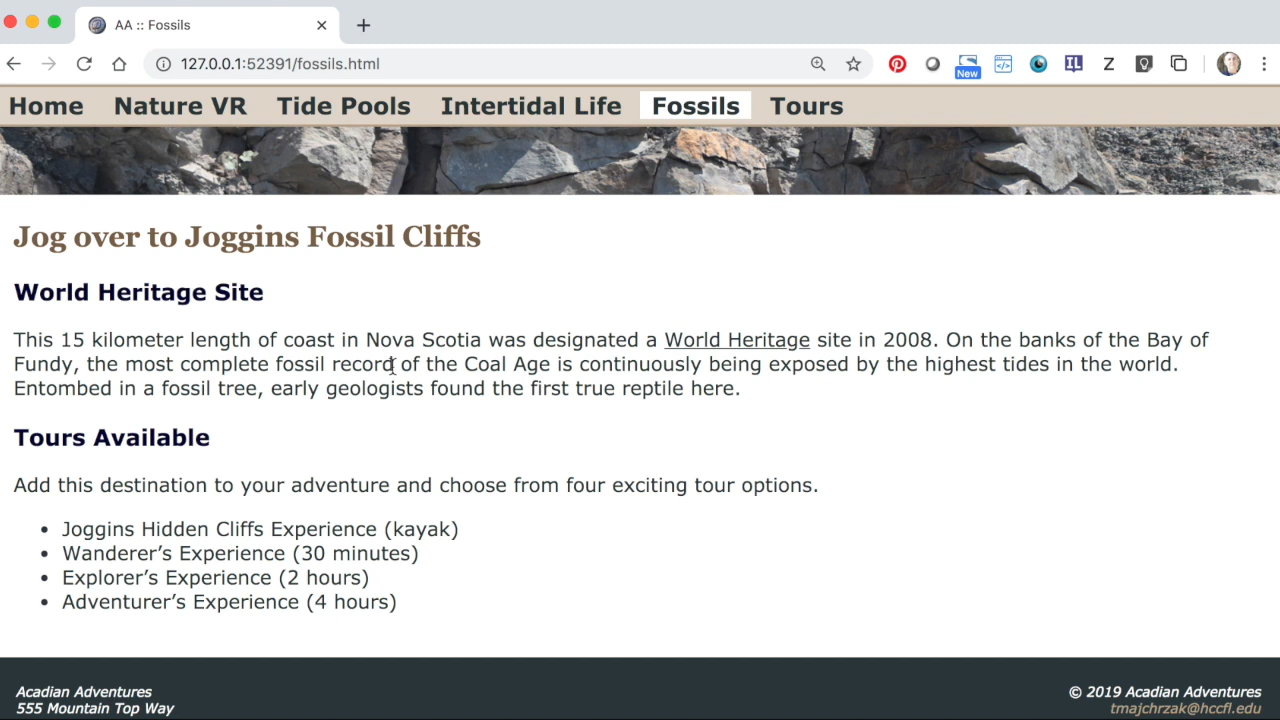 AA :: Fossils
127.0.0.1:52391/fossils.html
New
IL
Z
Home Nature VR Tide Pools Intertidal Life Fossils Tours
Jog over to Joggins Fossil Cliffs
World Heritage Site
This 15 kilometer length of coast in Nova Scotia was designated a World Heritage site in 2008. On the banks of the Bay of
Fundy, the most complete fossil record of the Coal Age is continuously being exposed by the highest tides in the world.
Entombed in a fossil tree, early geologists found the first true reptile here.
Tours Available
Add this destination to your adventure and choose from four exciting tour options.
• Joggins Hidden Cliffs Experience (kayak)
• Wanderer’s Experience (30 minutes)
• Explorer’s Experience (2 hours)
• Adventurer’s Experience (4 hours)
Acadian Adventures
555 Mountain Top Way
© 2019 Acadian Adventures
tmajchrzak@hccfl.edu